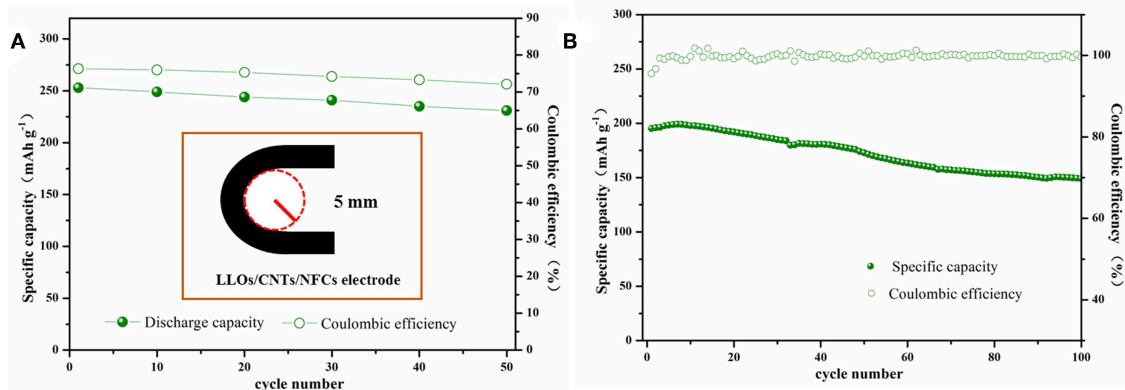 A
Specific capacity（mAh g-1）
300
250
200
150
100
50
0
90
80
70
60
50
40
30
20
10
0
Coulombic efficiency（%）
5 mm
LLOs/CNTs/NFCs electrode
Discharge capacity
Coulombic efficiency
0
10
20
30
40
50
cycle number
B
Specific capacity（mAh g-1）
300
250
200
150
100
50
0
100
80
60
40
Coulombic efficiency（%）
Specific capacity
Coulombic efficiency
0
20
40
60
80
100
cycle number